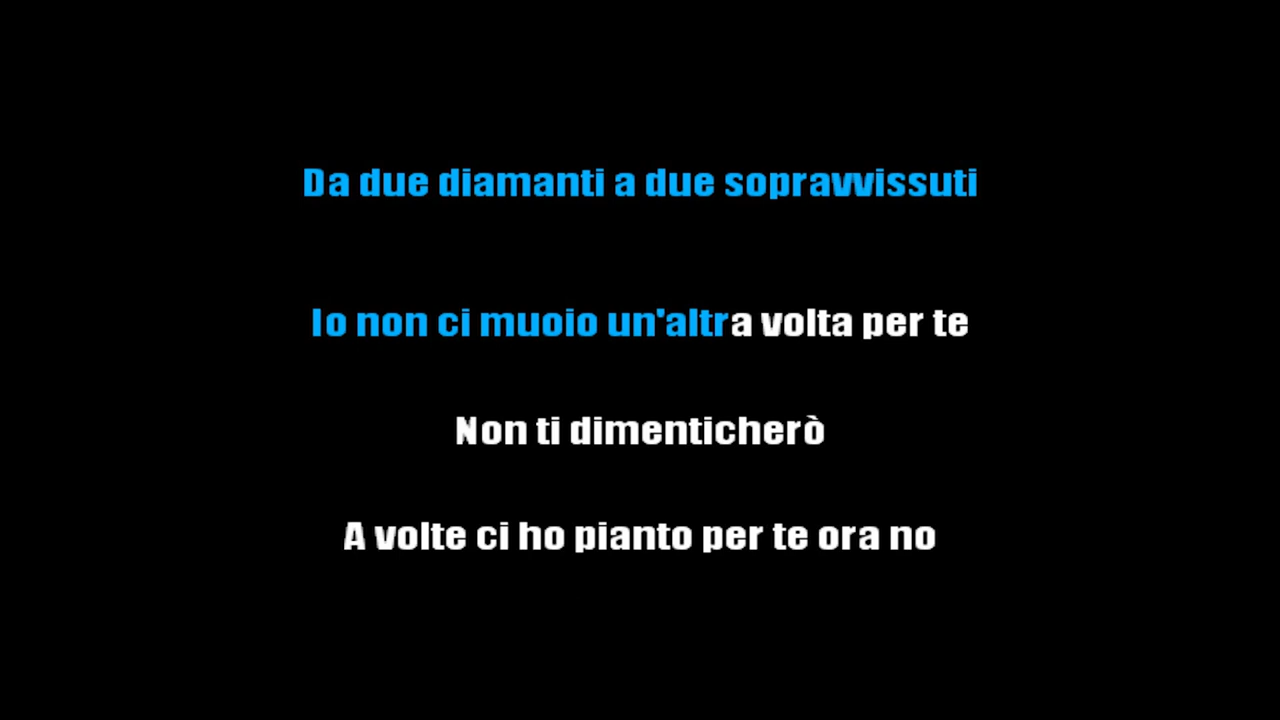 Da due diamanti a due sopravvissuti
Io non ci muoio un'altra volta per te
Non ti dimenticherò
A volte ci ho pianto per te ora no